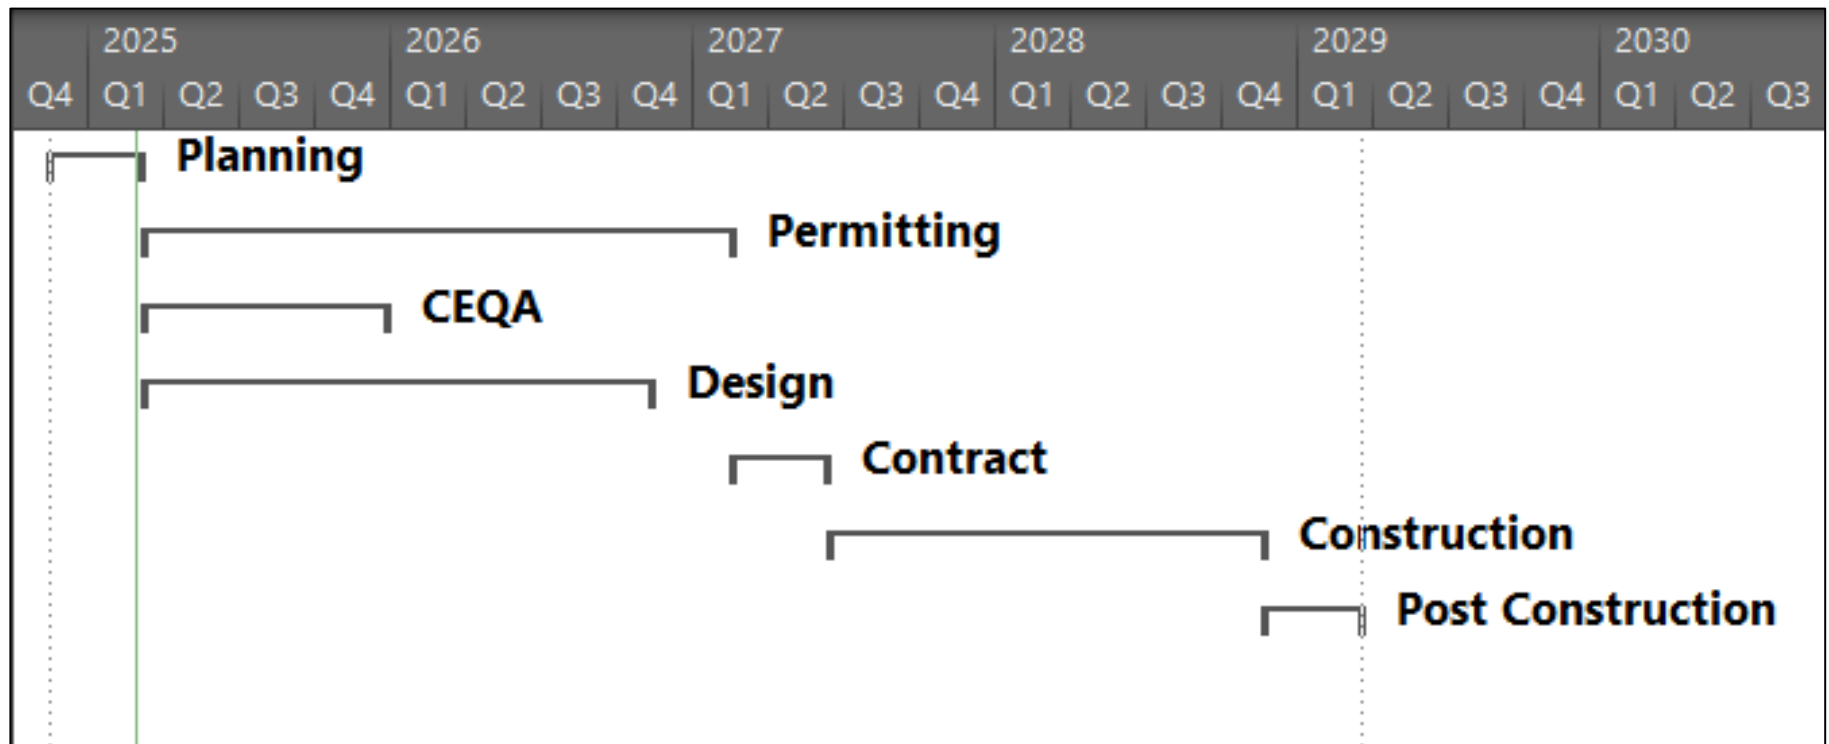 2025 2026 2027 2028 2029 2030
Q4 Q1 Q2 Q3 Q4 Q1 Q2 Q3 Q4 Q1 Q2 Q3 Q4 Q1 Q2 Q3 Q4 Q1 Q2 Q3 Q4 Q1 Q2 Q3
Planning
Permitting
CEQA
Design
Contract
Construction
Post Construction